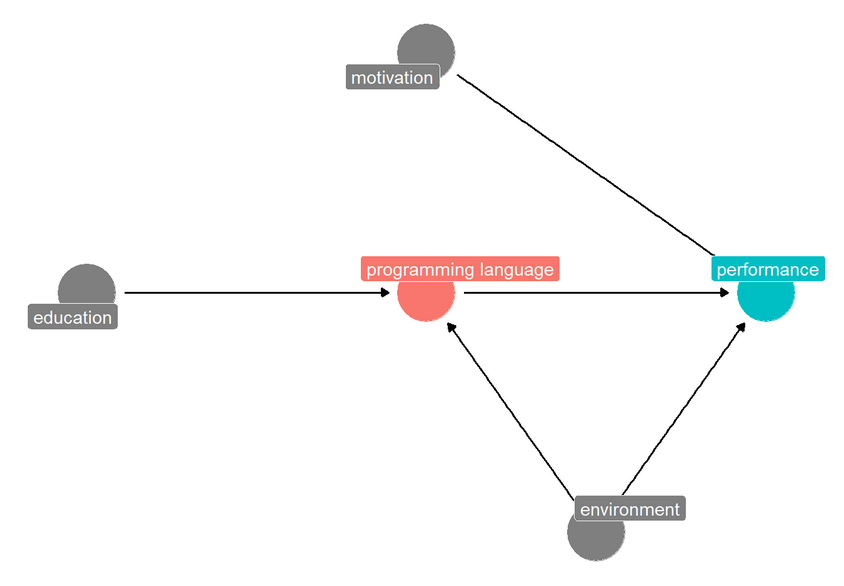 motivation
programming language
performance
education
environment